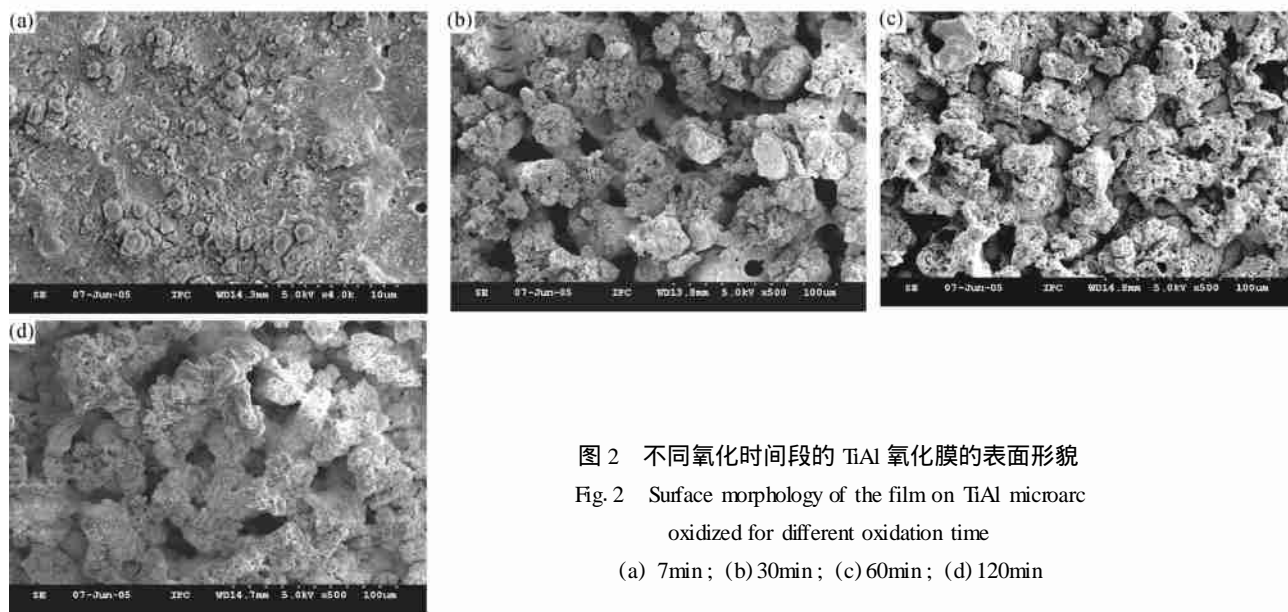 (a)
SE 07-Jun-05 IPC WD14.3mm 5.0kV x4.0k 10um
(b)
SE 07-Jun-05 IPC WD13.8mm 5.0kV x500 100um
(c)
SE 07-Jun-05 IPC WD14.8mm 5.0kV x500 100um
(d)
SE 07-Jun-05 IPC WD14.7mm 5.0kV x500 100um
图 2 不同氧化时间段的 TiAl 氧化膜的表面形貌
Fig. 2 Surface morphology of the film on TiAl microarc
oxidized for different oxidation time
(a) 7min; (b) 30min; (c) 60min; (d) 120min